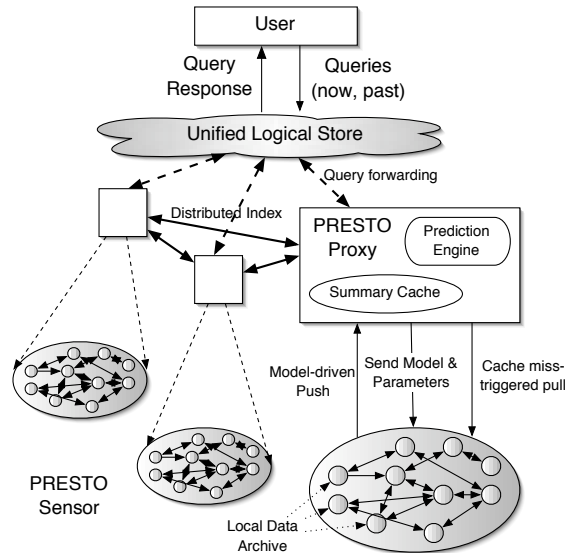 User
Query
Response
Queries
(now, past)
Unified Logical Store
Query forwarding
Distributed Index
PRESTO
Proxy
Prediction
Engine
Summary Cache
Model-driven
Push
Send Model &
Parameters
Cache miss-
triggered pull
PRESTO
Sensor
Local Data
Archive